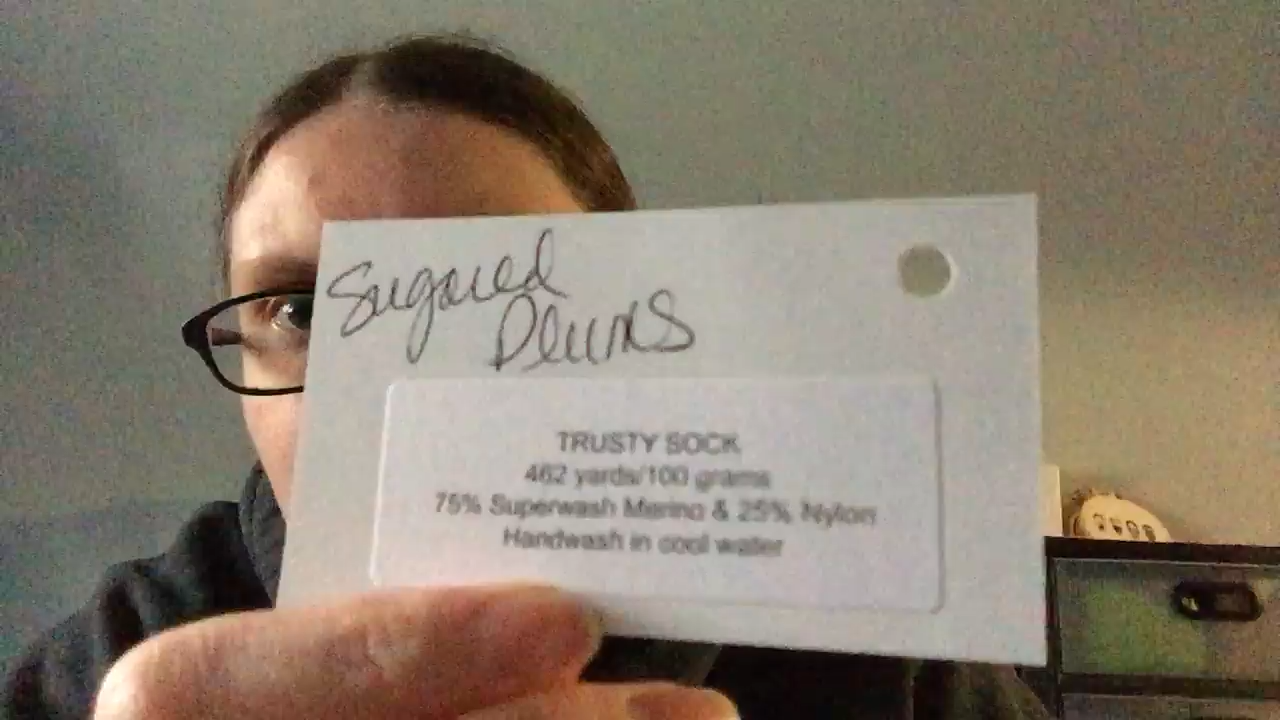 Sugared
Plums
TRUSTY SOCK
462 yards/100 grams
75% Superwash Merino & 25% Nylon
Handwash in cool water